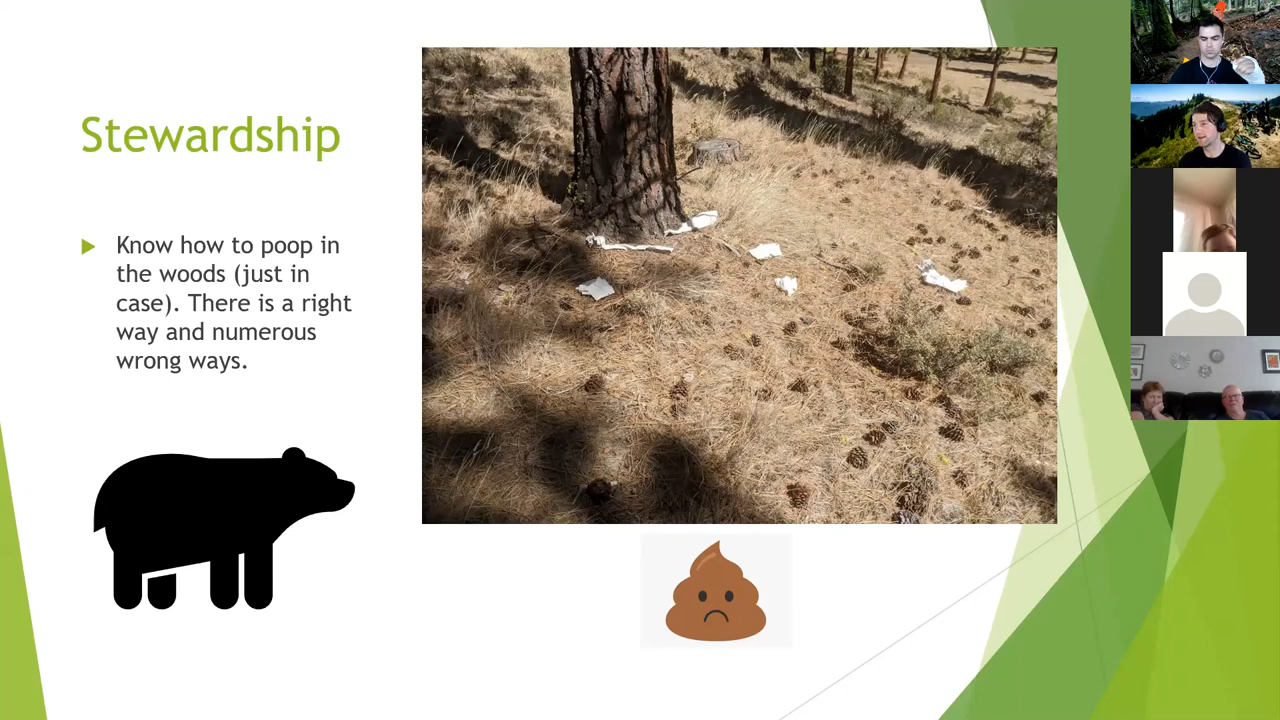 Stewardship
Know how to poop in
the woods (just in
case). There is a right
way and numerous
wrong ways.